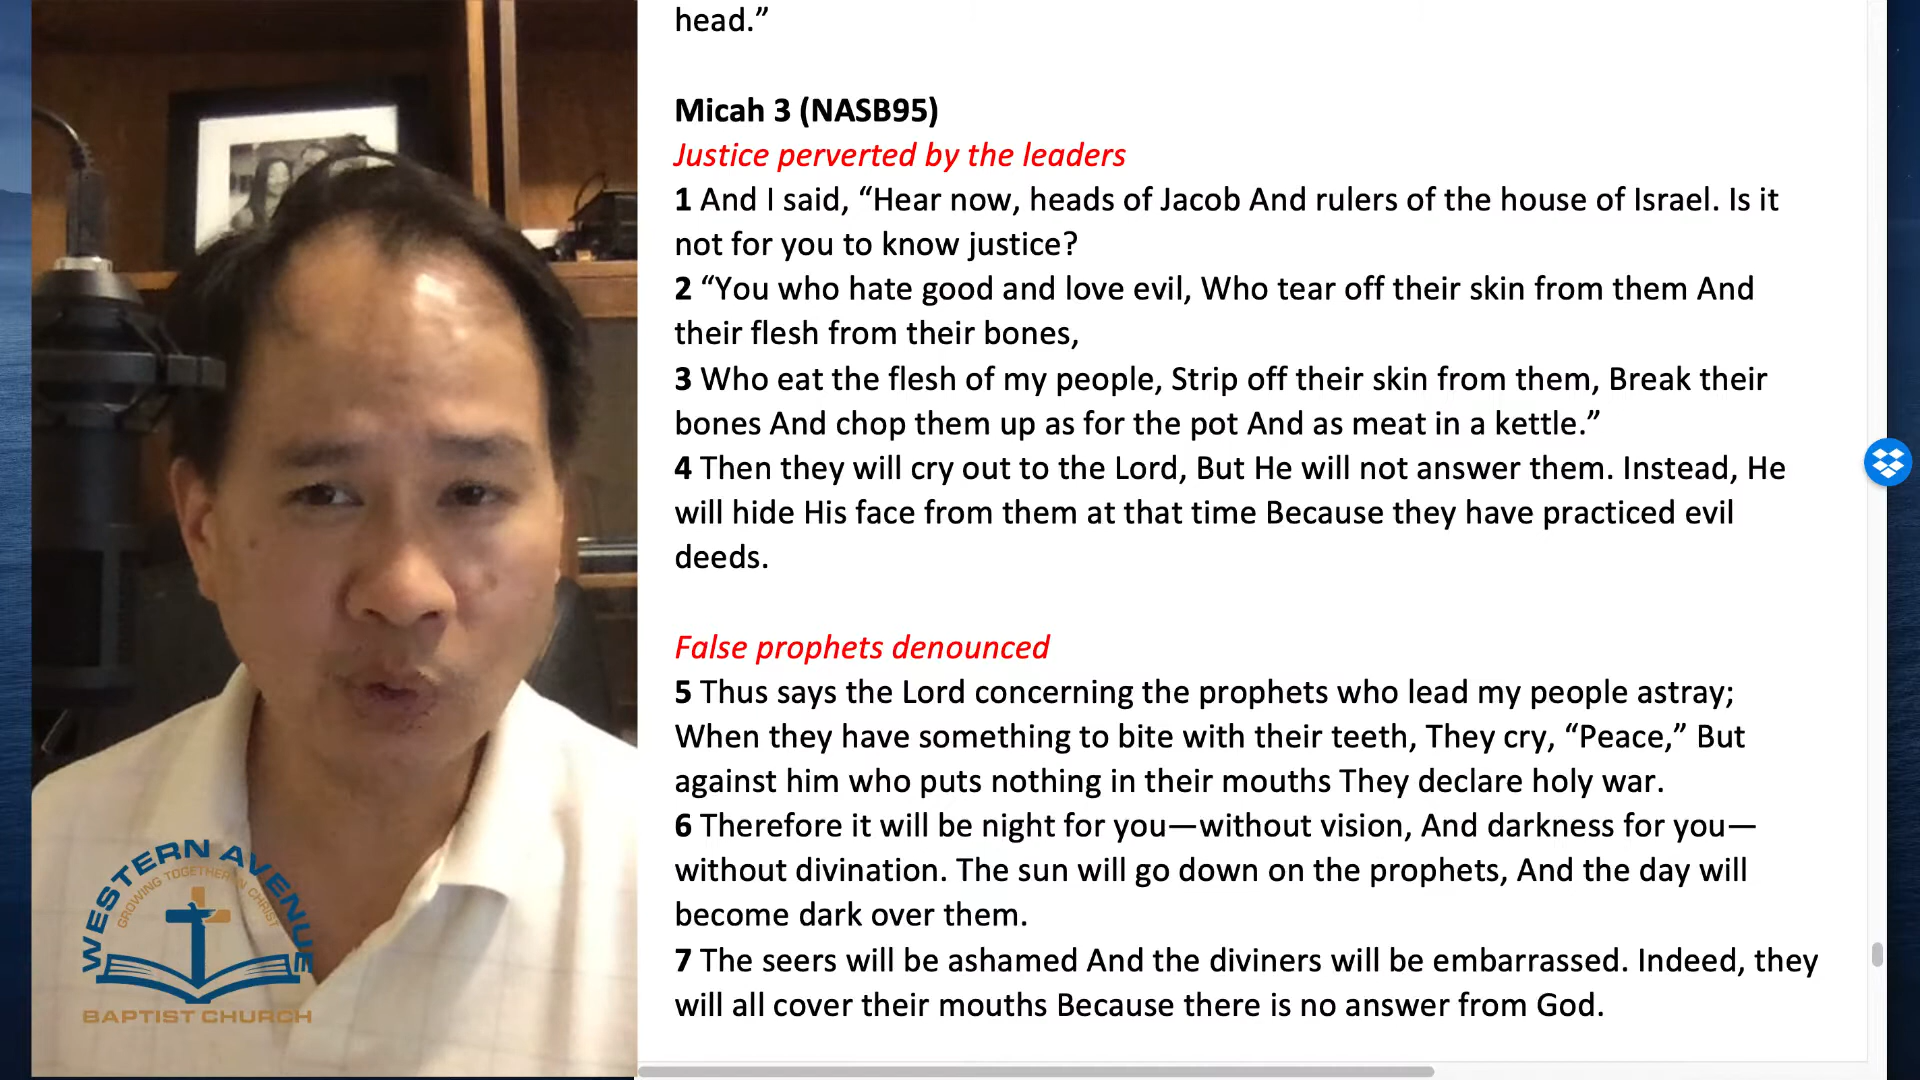 head.”
Micah 3 (NASB95)
Justice perverted by the leaders
1 And I said, “Hear now, heads of Jacob And rulers of the house of Israel. Is it
not for you to know justice?
2 “You who hate good and love evil, Who tear off their skin from them And
their flesh from their bones,
3 Who eat the flesh of my people, Strip off their skin from them, Break their
bones And chop them up as for the pot And as meat in a kettle.”
4 Then they will cry out to the Lord, But He will not answer them. Instead, He
will hide His face from them at that time Because they have practiced evil
deeds.
False prophets denounced
5 Thus says the Lord concerning the prophets who lead my people astray;
When they have something to bite with their teeth, They cry, “Peace,” But
against him who puts nothing in their mouths They declare holy war.
6 Therefore it will be night for you—without vision, And darkness for you—
without divination. The sun will go down on the prophets, And the day will
become dark over them.
7 The seers will be ashamed And the diviners will be embarrassed. Indeed, they
will all cover their mouths Because there is no answer from God.
WESTERN AVENUE
GROWING TOGETHER IN CHRIST
BAPTIST CHURCH